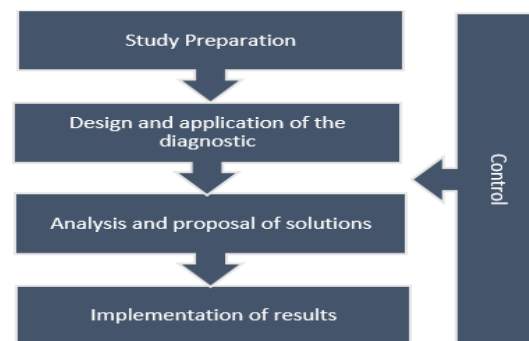 Study Preparation
Design and application of the
diagnostic
Analysis and proposal of solutions
Implementation of results
Control